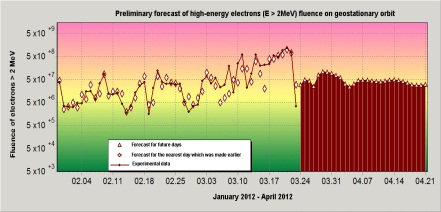 Preliminary forecast of high-energy electron (E > 2MeV) fluence on geostationary orbit
Fluence of electrons > 2 MeV
5 x10 +9
5 x10 +8
5 x10 +7
5 x10 +6
5 x10 +5
5 x10 +4
5 x10 +3
Forecast for future days
Forecast for the nearest day which was made earlier
Experimental data
02.04 02.11 02.18 02.25 03.03 03.10 03.17 03.24 03.31 04.07 04.14 04.21
January 2012 - April 2012